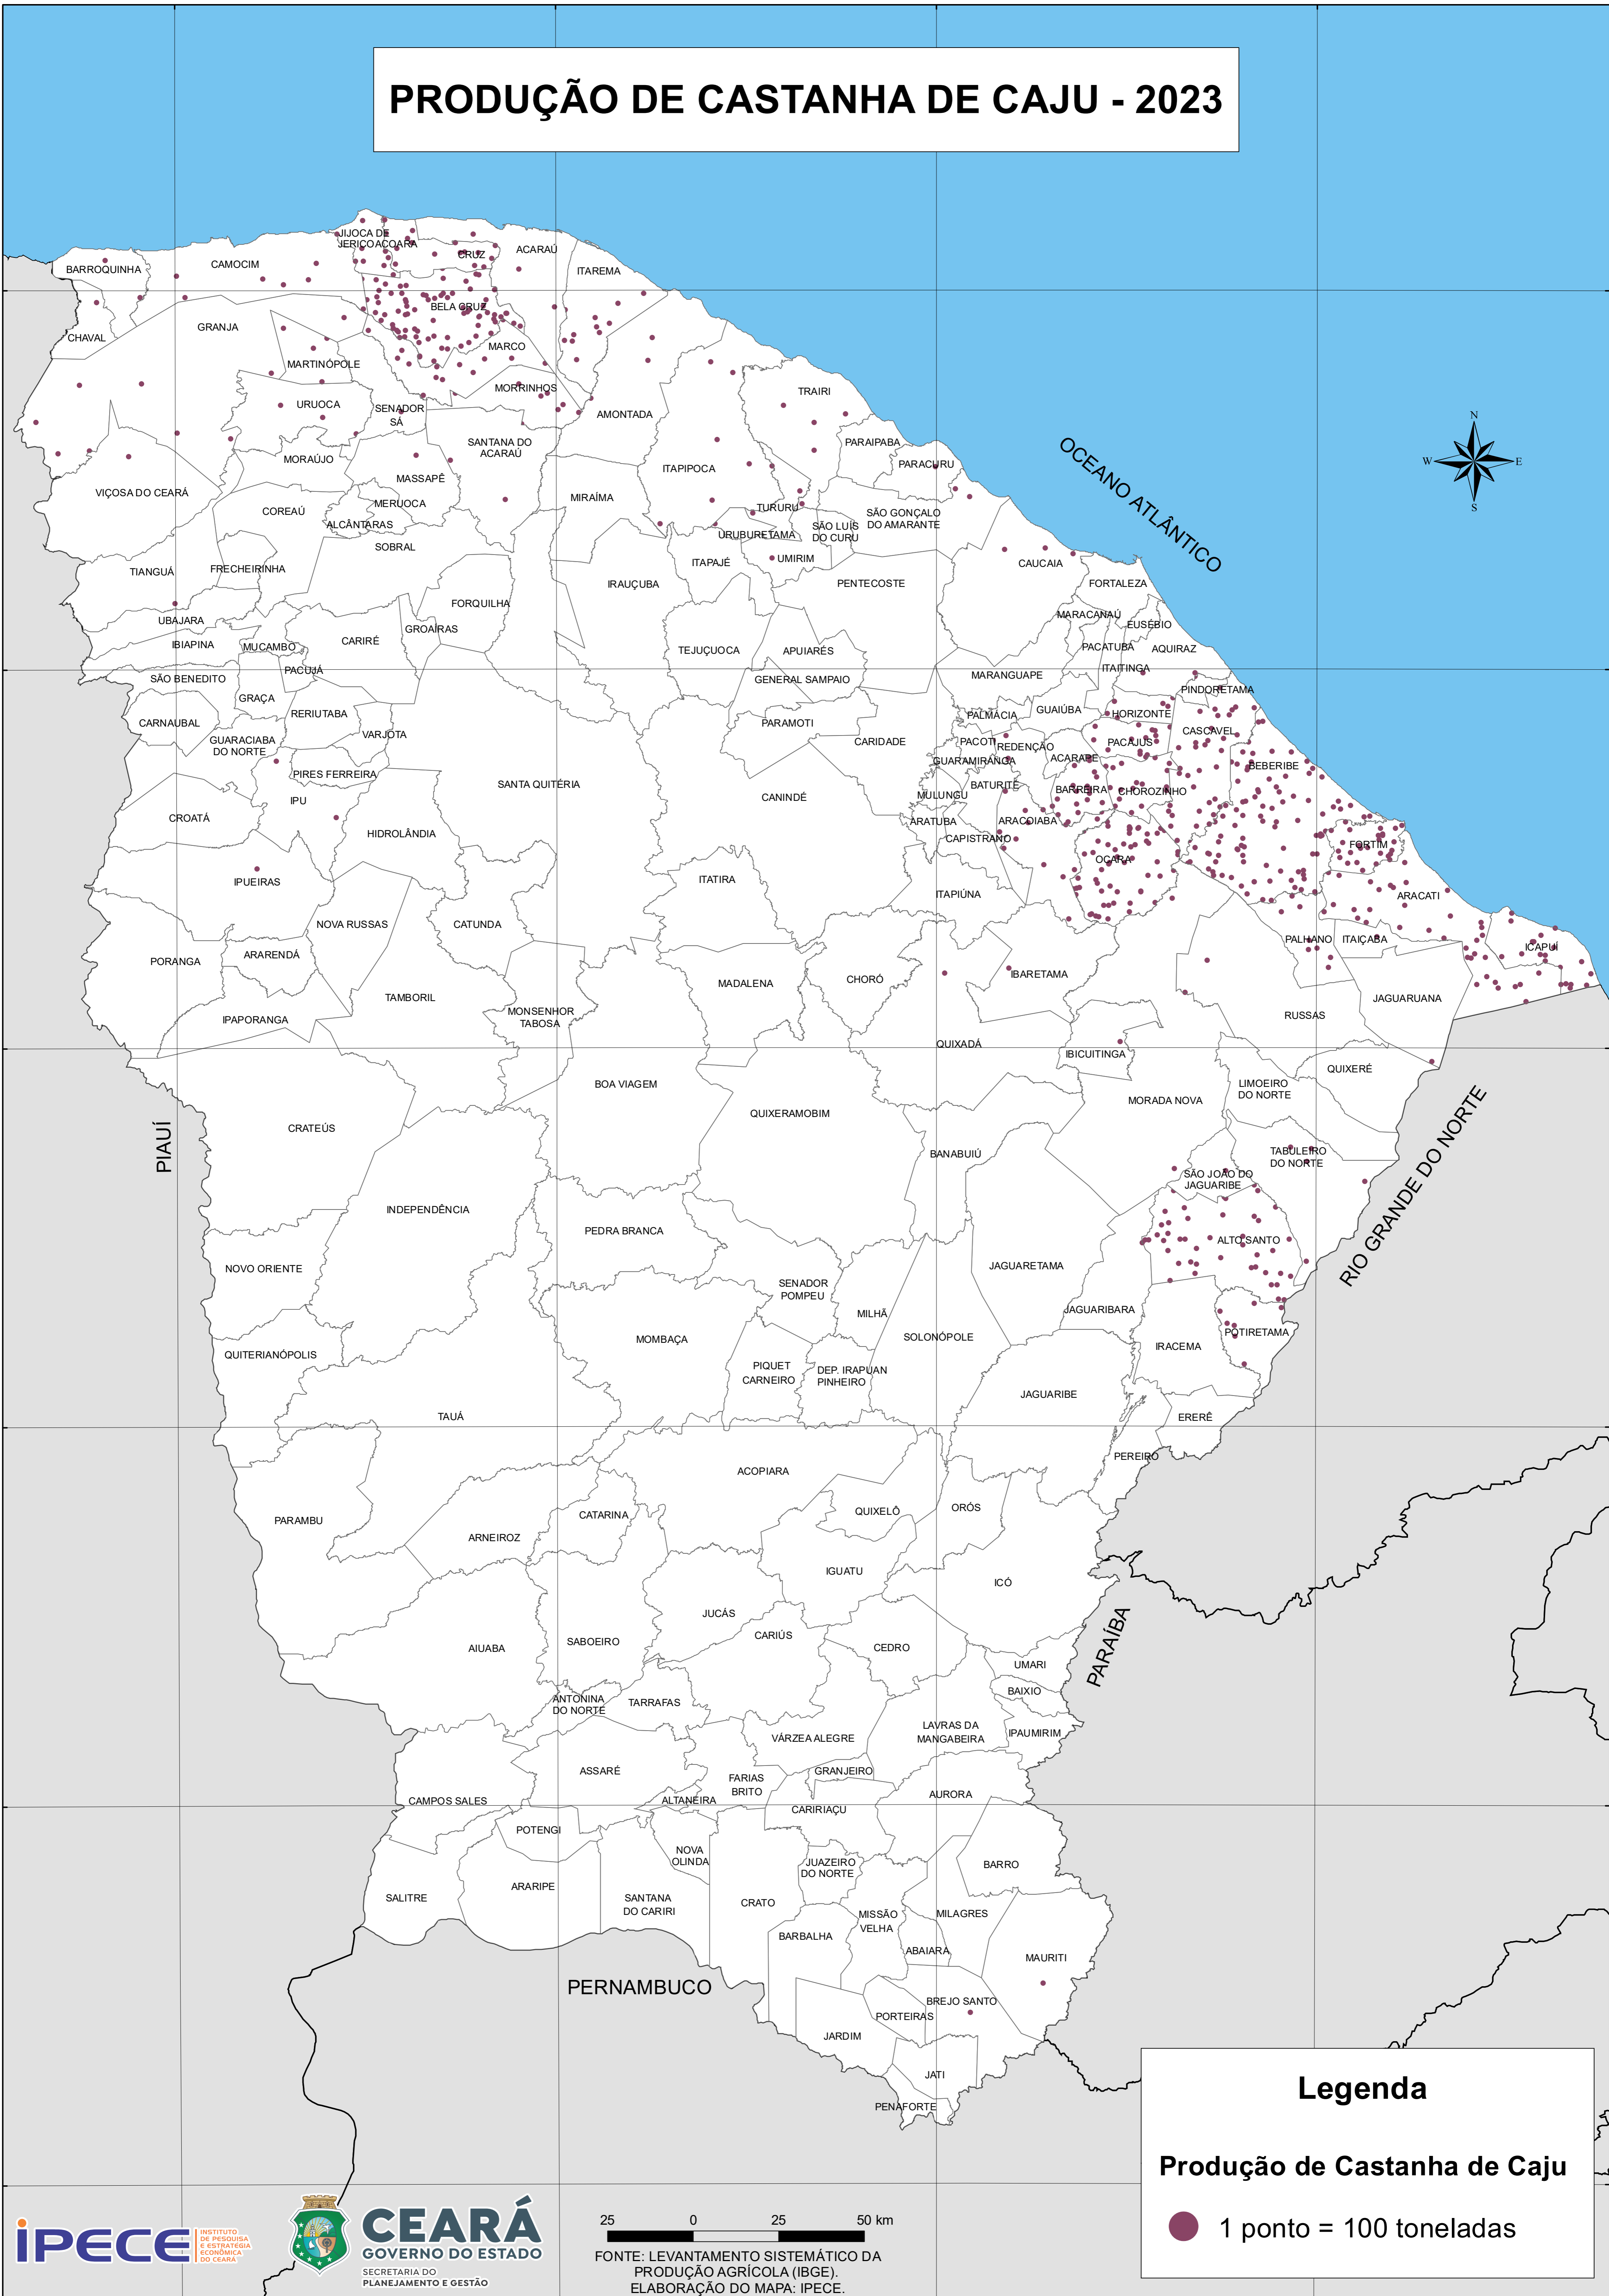 PRODUÇÃO DE CASTANHA DE CAJU - 2023
JIJOCA DE
JERICOACOARA
CRUZ
ACARAÚ
BARROQUINHA
CAMOCIM
ITAREMA
BELA CRUZ
CHAVAL
GRANJA
MARCO
MARTINÓPOLE
MORRINHOS
TRAIRI
URUOCA
SENADOR
SÁ
AMONTADA
N
W
E
S
SANTANA DO
ACARAÚ
PARAIPABA
OCEANO ATLÂNTICO
MORAÚJO
ITAPIPOCA
PARACURU
MASSAPÊ
VIÇOSA DO CEARÁ
MIRAÍMA
MERUOCA
TURURU
COREAÚ
SÃO GONÇALO
DO AMARANTE
ALCÂNTARAS
SÃO LUÍS
DO CURU
URUBURETAMA
SOBRAL
UMIRIM
ITAPAJÉ
CAUCAIA
TIANGUÁ
FRECHEIRINHA
IRAUÇUBA
PENTECOSTE
FORTALEZA
FORQUILHA
UBAJARA
MARACANAÚ
EUSÉBIO
GROAÍRAS
IBIAPINA
MUCAMBO
CARIRÉ
TEJUÇUOCA
APUIARÉS
PACATUBA
AQUIRAZ
PACUJÁ
ITAITINGA
SÃO BENEDITO
GENERAL SAMPAIO
MARANGUAPE
PINDORETAMA
GRAÇA
RERIUTABA
CARNAUBAL
PARAMOTI
PALMÁCIA
GUAIÚBA
HORIZONTE
VARJOTA
GUARACIABA
DO NORTE
CARIDADE
PACOTI
REDENÇÃO
PACAJUS
CASCAVEL
GUARAMIRANGA
ACARAPE
BEBERIBE
PIRES FERREIRA
SANTA QUITÉRIA
CANINDÉ
BATURITÉ
BARREIRA
CHOROZINHO
IPU
MULUNGU
CROATÁ
ARATUBA
ARACOIABA
HIDROLÂNDIA
CAPISTRANO
FORTIM
OCARA
IPUEIRAS
ITATIRA
ITAPIÚNA
ARACATI
NOVA RUSSAS
CATUNDA
PALHANO
ITAIÇABA
ICAPUÍ
PORANGA
ARARENDÁ
MADALENA
CHORÓ
IBARETAMA
TAMBORIL
JAGUARUANA
IPAPORANGA
MONSENHOR
TABOSA
RUSSAS
QUIXADÁ
IBICUITINGA
QUIXERÉ
BOA VIAGEM
LIMOEIRO
DO NORTE
MORADA NOVA
QUIXERAMOBIM
CRATEÚS
PIAUÍ
BANABUIÚ
TABULEIRO
DO NORTE
SÃO JOÃO DO
JAGUARIBE
RIO GRANDE DO NORTE
INDEPENDÊNCIA
PEDRA BRANCA
ALTO SANTO
NOVO ORIENTE
JAGUARETAMA
SENADOR
POMPEU
JAGUARIBARA
MILHÃ
MOMBAÇA
SOLONÓPOLE
POTIRETAMA
IRACEMA
QUITERIANÓPOLIS
PIQUET
CARNEIRO
DEP. IRAPUAN
PINHEIRO
JAGUARIBE
TAUÁ
ERERÊ
PEREIRO
ACOPIARA
PARAMBU
CATARINA
QUIXELÔ
ORÓS
ARNEIROZ
IGUATU
ICÓ
JUCÁS
PARAÍBA
AIUABA
SABOEIRO
CARIÚS
CEDRO
UMARI
BAIXIO
ANTONINA
DO NORTE
TARRAFAS
LAVRAS DA
MANGABEIRA
IPAUMIRIM
VÁRZEA ALEGRE
ASSARÉ
FARIAS
BRITO
GRANJEIRO
AURORA
CAMPOS SALES
ALTANEIRA
CARIRIAÇU
POTENGI
NOVA
OLINDA
JUAZEIRO
DO NORTE
BARRO
SALITRE
ARARIPE
SANTANA
DO CARIRI
CRATO
MISSÃO
VELHA
MILAGRES
BARBALHA
ABAIARA
MAURITI
PERNAMBUCO
BREJO SANTO
PORTEIRAS
JARDIM
JATI
PENAFORTE
Legenda
Produção de Castanha de Caju
1 ponto = 100 toneladas
İPECE
INSTITUTO
DE PESQUISA
E ESTRATÉGIA
ECONÔMICA
DO CEARÁ
CEARÁ
GOVERNO DO ESTADO
SECRETARIA DO
PLANEJAMENTO E GESTÃO
25 0 25 50 km
FONTE: LEVANTAMENTO SISTEMÁTICO DA
PRODUÇÃO AGRÍCOLA (IBGE).
ELABORAÇÃO DO MAPA: IPECE.